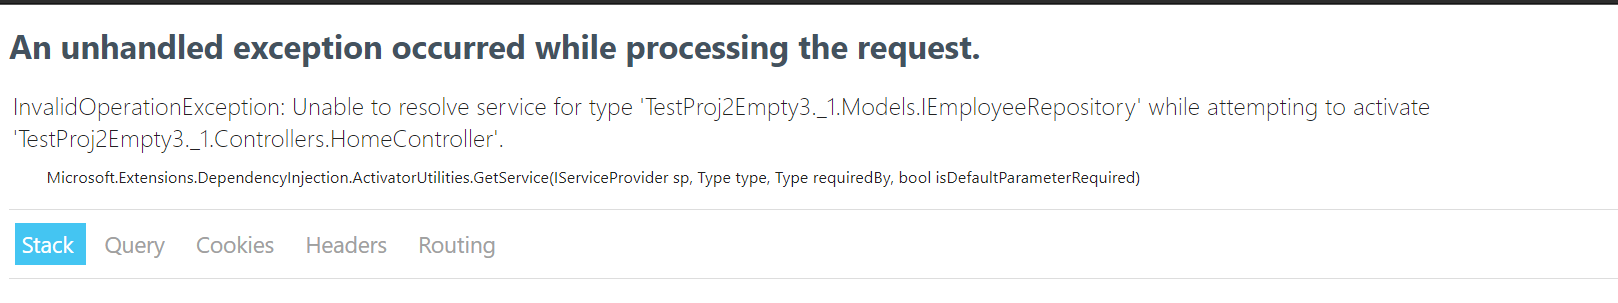 An unhandled exception occurred while processing the request.
InvalidOperationException: Unable to resolve service for type 'TestProj2Empty3._1.Models.IEmployeeRepository' while attempting to activate
'TestProj2Empty3._1.Controllers.HomeController'.
Microsoft.Extensions.DependencyInjection.ActivatorUtilities.GetService(IServiceProvider sp, Type type, Type requiredBy, bool isDefaultParameterRequired)
Stack Query Cookies Headers Routing